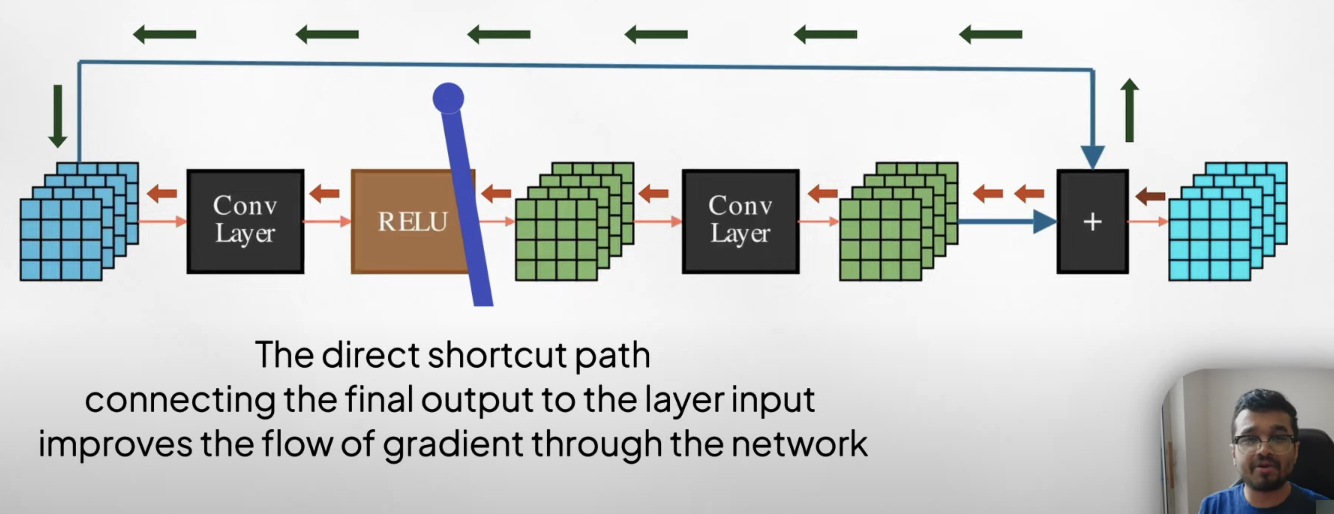 Conv
Layer
RELU
Conv
Layer
+
The direct shortcut path
connecting the final output to the layer input
improves the flow of gradient through the network